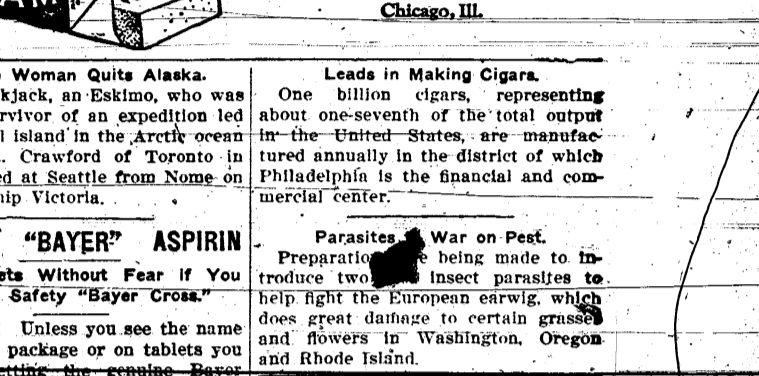 Chicago, Ill.
Woman Quits Alaska.
kjack, an Eskimo, who was
rvivor of an expedition led
l island in the Arctic ocean
. Crawford of Toronto in
d at Seattle from Nome on
ip Victoria.
"BAYER" ASPIRIN
ets Without Fear if You
Safety "Bayer Cross."
Unless you see the name
package or on tablets you
etting the genuine Bayer
Leads in Making Cigars.
One billion cigars, representing
about one-seventh of the total output
in the United States, are manufac-
tured annually in the district of which
Philadelphia is the financial and com-
mercial center.
Parasites War on Pest.
Preparatio e being made to in-
troduce two insect parasites to
help fight the European earwig, which
does great damage to certain grasses
and flowers in Washington, Oregon
and Rhode Island.